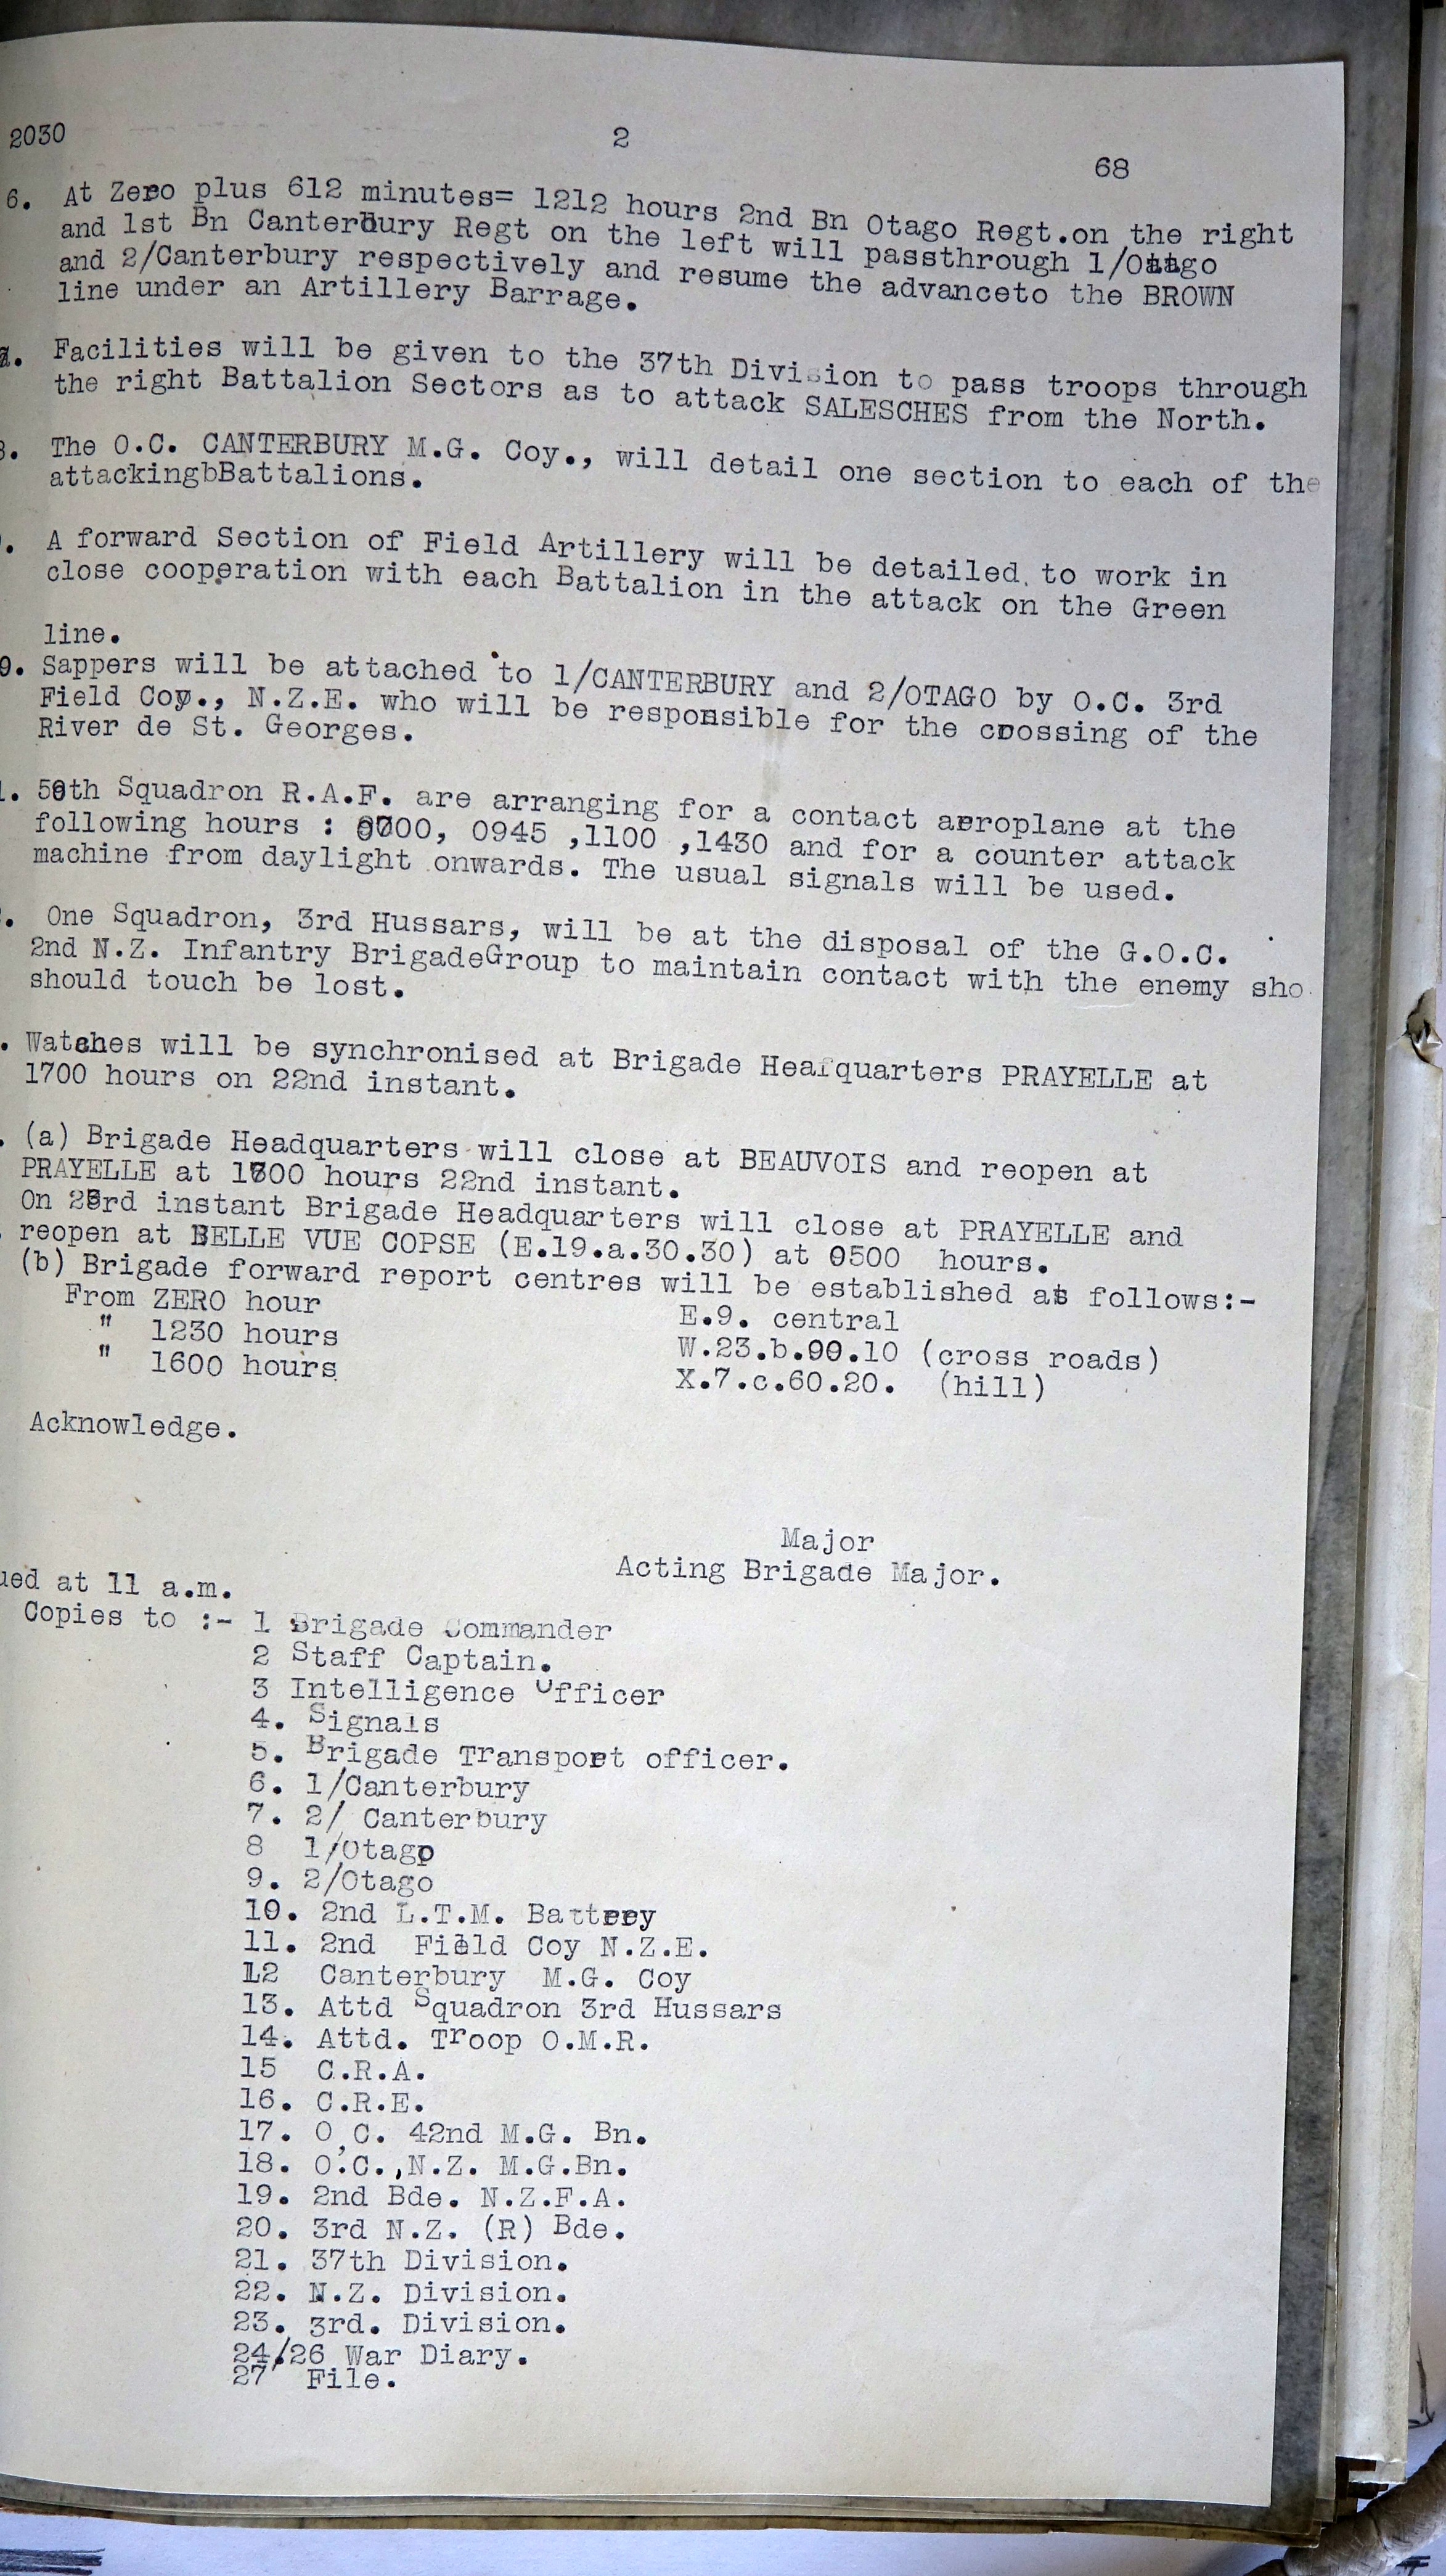 2030
2
68
6. At Zero plus 612 minutes= 1212 hours 2nd Bn Otago Regt.on the right
and 1st Bn Canterbury Regt on the left will passthrough 1/Otago
and 2/Canterbury respectively and resume the advanceto the BROWN
line under an Artillery Barrage.
7. Facilities will be given to the 37th Division to pass troops through
the right Battalion Sectors as to attack SALESCHES from the North.
8. The O.C. CANTERBURY M.G. Coy., will detail one section to each of the
attackingbBattalions.
. A forward Section of Field Artillery will be detailed. to work in
close cooperation with each Battalion in the attack on the Green
line.
0. Sappers will be attached to 1/CANTERBURY and 2/OTAGO by O.C. 3rd
Field Coy., N.Z.E. who will be responsible for the crossing of the
River de St. Georges.
1. 59th Squadron R.A.F. are arranging for a contact aeroplane at the
following hours : 0700, 0945 ,1100 ,1430 and for a counter attack
machine from daylight onwards. The usual signals will be used.
. One Squadron, 3rd Hussars, will be at the disposal of the G.O.C.
2nd N.Z. Infantry BrigadeGroup to maintain contact with the enemy sho
should touch be lost.
. Watches will be synchronised at Brigade Headquarters PRAYELLE at
1700 hours on 22nd instant.
. (a) Brigade Headquarters will close at BEAUVOIS and reopen at
PRAYELLE at 1700 hours 22nd instant.
On 23rd instant Brigade Headquarters will close at PRAYELLE and
reopen at BELLE VUE COPSE (E.19.a.30.30) at 0500 hours.
(b) Brigade forward report centres will be established as follows:-
From ZERO hour E.9. central
" 1230 hours W.23.b.90.10 (cross roads)
" 1600 hours X.7.c.60.20. (hill)
Acknowledge.
Major
Acting Brigade Major.
ued at 11 a.m.
Copies to :- 1 Brigade Commander
2 Staff Captain.
3 Intelligence Officer
4. Signals
5. Brigade Transport officer.
6. 1/Canterbury
7. 2/ Canterbury
8 1/Otago
9. 2/Otago
10. 2nd L.T.M. Battery
11. 2nd Field Coy N.Z.E.
12 Canterbury M.G. Coy
13. Attd Squadron 3rd Hussars
14. Attd. Troop O.M.R.
15 C.R.A.
16. C.R.E.
17. O.C. 42nd M.G. Bn.
18. O.C.,N.Z. M.G.Bn.
19. 2nd Bde. N.Z.F.A.
20. 3rd N.Z. (R) Bde.
21. 37th Division.
22. N.Z. Division.
23. 3rd. Division.
24/26 War Diary.
27 File.